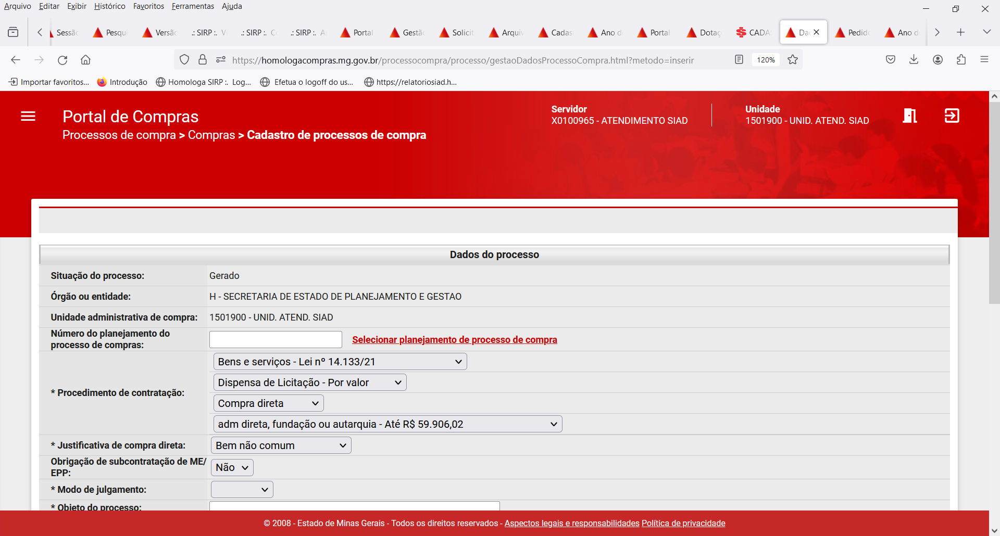 Arquivo Editar Exibir Histórico Favoritos Ferramentas Ajuda
Sessão Pesqui Versão .: SIRP :. V .: SIRP :. C .: SIRP :. A Portal Gestão Solicit Arquiv Cadas Ano d Portal Dotaç CADA Dad Pedido Ano d
https://homologacompras.mg.gov.br/processocompra/processo/gestaoDadosProcessoCompra.html?metodo=inserir 120%
Importar favoritos... Introdução Homologa SIRP :. Log... Efetua o logoff do us... https://relatoriosiad.h...
Portal de Compras
Processos de compra > Compras > Cadastro de processos de compra
Servidor
X0100965 - ATENDIMENTO SIAD
Unidade
1501900 - UNID. ATEND. SIAD
Dados do processo
Situação do processo: Gerado
Órgão ou entidade: H - SECRETARIA DE ESTADO DE PLANEJAMENTO E GESTAO
Unidade administrativa de compra: 1501900 - UNID. ATEND. SIAD
Número do planejamento do
processo de compras: Selecionar planejamento de processo de compra
* Procedimento de contratação:
Bens e serviços - Lei nº 14.133/21
Dispensa de Licitação - Por valor
Compra direta
adm direta, fundação ou autarquia - Até R$ 59.906,02
* Justificativa de compra direta: Bem não comum
Obrigação de subcontratação de ME/
EPP: Não
* Modo de julgamento:
* Objeto do processo:
© 2008 - Estado de Minas Gerais - Todos os direitos reservados - Aspectos legais e responsabilidades Política de privacidade